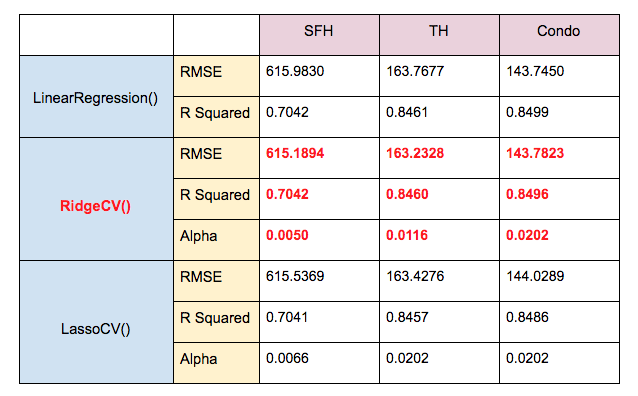 SFH TH Condo
LinearRegression()
RMSE 615.9830 163.7677 143.7450
R Squared 0.7042 0.8461 0.8499
RidgeCV()
RMSE 615.1894 163.2328 143.7823
R Squared 0.7042 0.8460 0.8496
Alpha 0.0050 0.0116 0.0202
LassoCV()
RMSE 615.5369 163.4276 144.0289
R Squared 0.7041 0.8457 0.8486
Alpha 0.0066 0.0202 0.0202